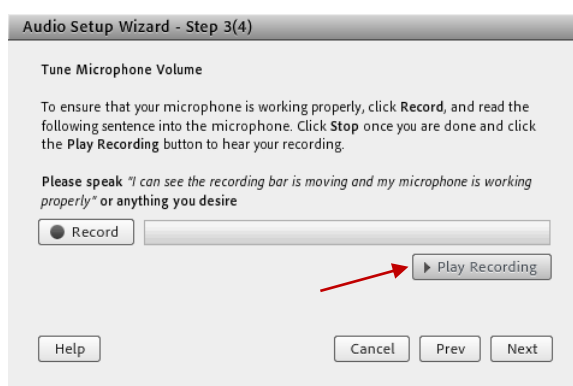 Audio Setup Wizard - Step 3(4)
Tune Microphone Volume
To ensure that your microphone is working properly, click Record, and read the
following sentence into the microphone. Click Stop once you are done and click
the Play Recording button to hear your recording.
Please speak "I can see the recording bar is moving and my microphone is working
properly" or anything you desire
Record
Play Recording
Help
Cancel
Prev
Next